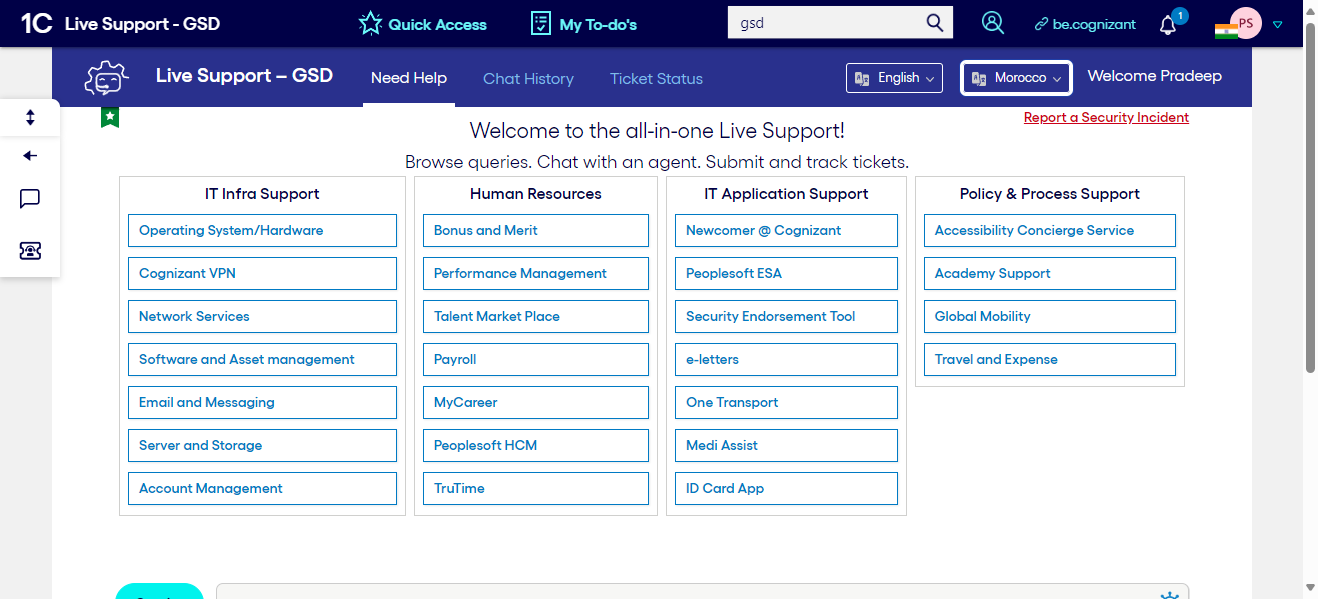 1C Live Support - GSD Quick Access My To-do's gsd be.cognizant 1 PS
Live Support – GSD Need Help Chat History Ticket Status English Morocco Welcome Pradeep
Report a Security Incident
Welcome to the all-in-one Live Support!
Browse queries. Chat with an agent. Submit and track tickets.
IT Infra Support
Operating System/Hardware
Cognizant VPN
Network Services
Software and Asset management
Email and Messaging
Server and Storage
Account Management
Human Resources
Bonus and Merit
Performance Management
Talent Market Place
Payroll
MyCareer
Peoplesoft HCM
TruTime
IT Application Support
Newcomer @ Cognizant
Peoplesoft ESA
Security Endorsement Tool
e-letters
One Transport
Medi Assist
ID Card App
Policy & Process Support
Accessibility Concierge Service
Academy Support
Global Mobility
Travel and Expense